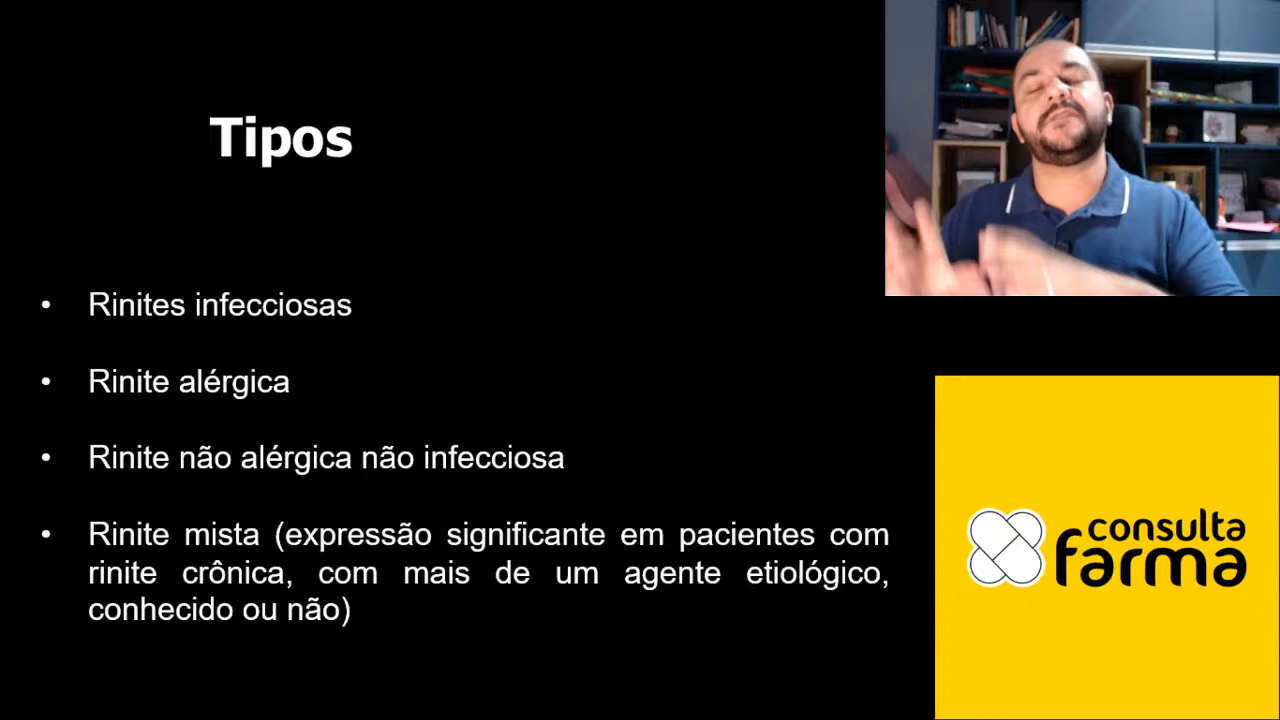 Tipos
• Rinites infecciosas
• Rinite alérgica
• Rinite não alérgica não infecciosa
• Rinite mista (expressão significante em pacientes com
rinite crônica, com mais de um agente etiológico,
conhecido ou não)
consulta
farma